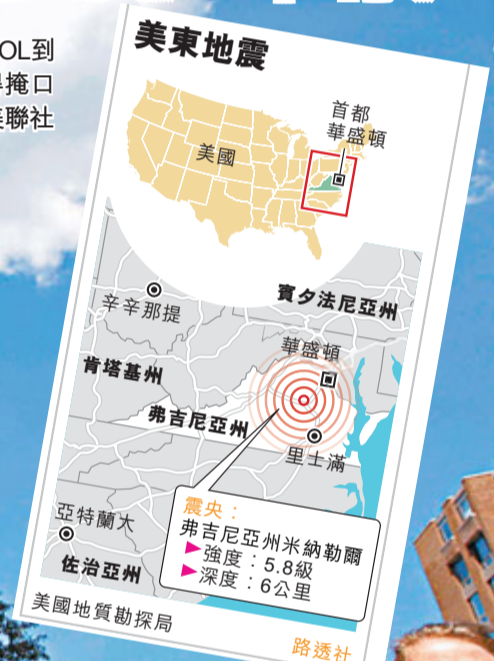 OL到
掩口
美聯社
美東地震
首都
華盛頓
美國
賓夕法尼亞州
辛辛那提
華盛頓
肯塔基州
弗吉尼亞州
里士滿
震央：
弗吉尼亞州米納勒爾
▶強度：5.8級
▶深度：6公里
亞特蘭大
佐治亞州
美國地質勘探局
路透社